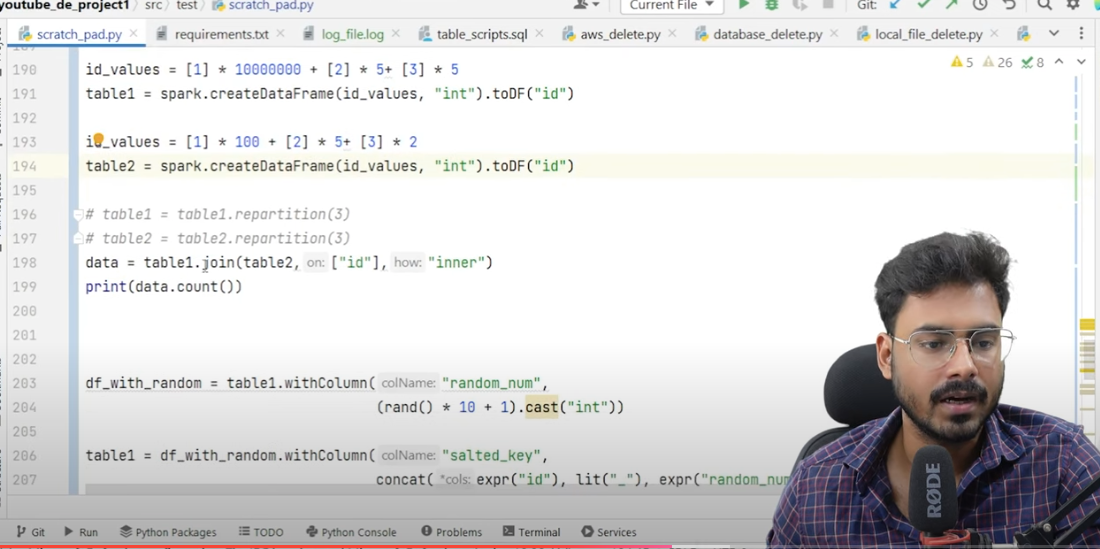 youtube_de_project1 › src › test › scratch_pad.py Current File Git:
scratch_pad.py requirements.txt log_file.log table_scripts.sql aws_delete.py database_delete.py local_file_delete.py
190 id_values = [1] * 10000000 + [2] * 5+ [3] * 5 5 26 8
191 table1 = spark.createDataFrame(id_values, "int").toDF("id")
192
193 id_values = [1] * 100 + [2] * 5+ [3] * 2
194 table2 = spark.createDataFrame(id_values, "int").toDF("id")
195
196 # table1 = table1.repartition(3)
197 # table2 = table2.repartition(3)
198 data = table1.join(table2, on: ["id"], how: "inner")
199 print(data.count())
200
201
202
203 df_with_random = table1.withColumn( colName: "random_num",
204 (rand() * 10 + 1).cast("int"))
205
206 table1 = df_with_random.withColumn( colName: "salted_key",
207 concat( *cols: expr("id"), lit("_"), expr("random_num
RØDE
Git Run Python Packages TODO Python Console Problems Terminal Services